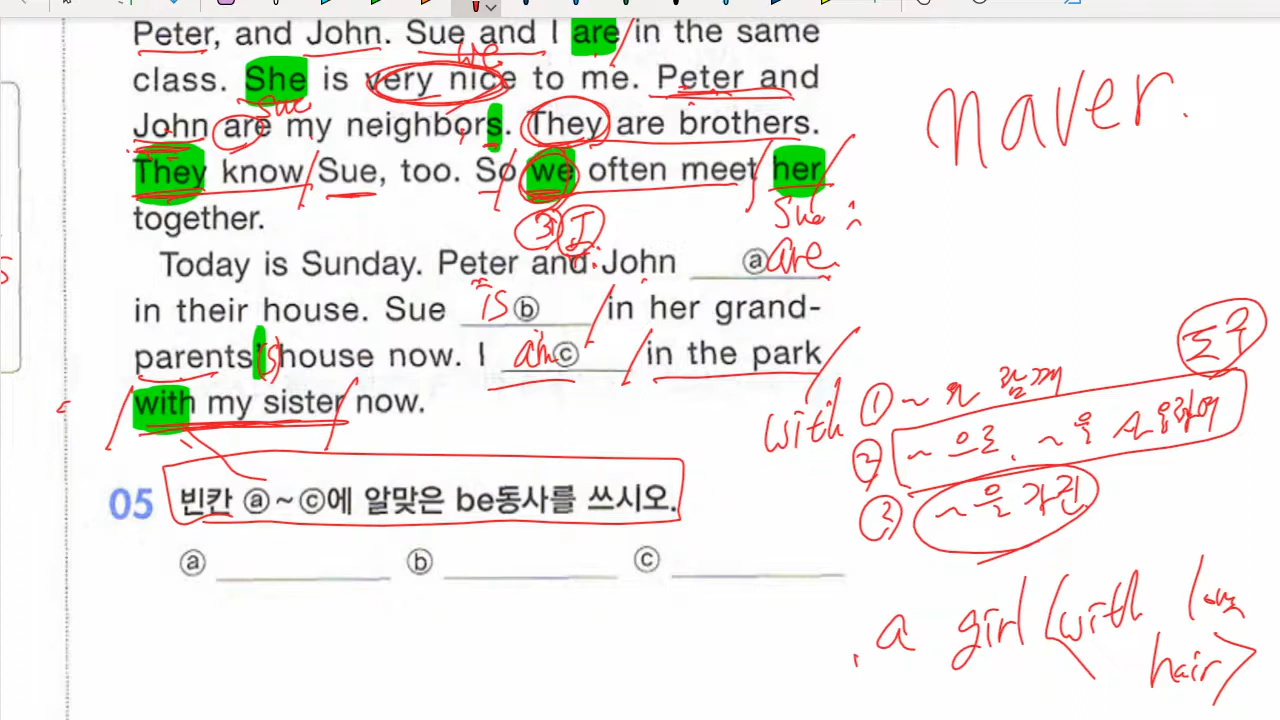 Peter, and John. Sue and I are in the same
we
class. She is very nice to me. Peter and
Sue
John are my neighbors. They are brothers.
They know Sue, too. So we often meet her
3 I
she
together.
Today is Sunday. Peter and John ⓐ are
in their house. Sue is ⓑ in her grand-
parents'(s) house now. I am ⓒ in the park
with my sister now.
05 빈칸 ⓐ~ⓒ에 알맞은 be동사를 쓰시오.
ⓐ ⓑ ⓒ
naver.
도구
with ① ~와 함께
② ~으로, ~을 사용하여
③ ~을 가진
a girl <with long
hair>